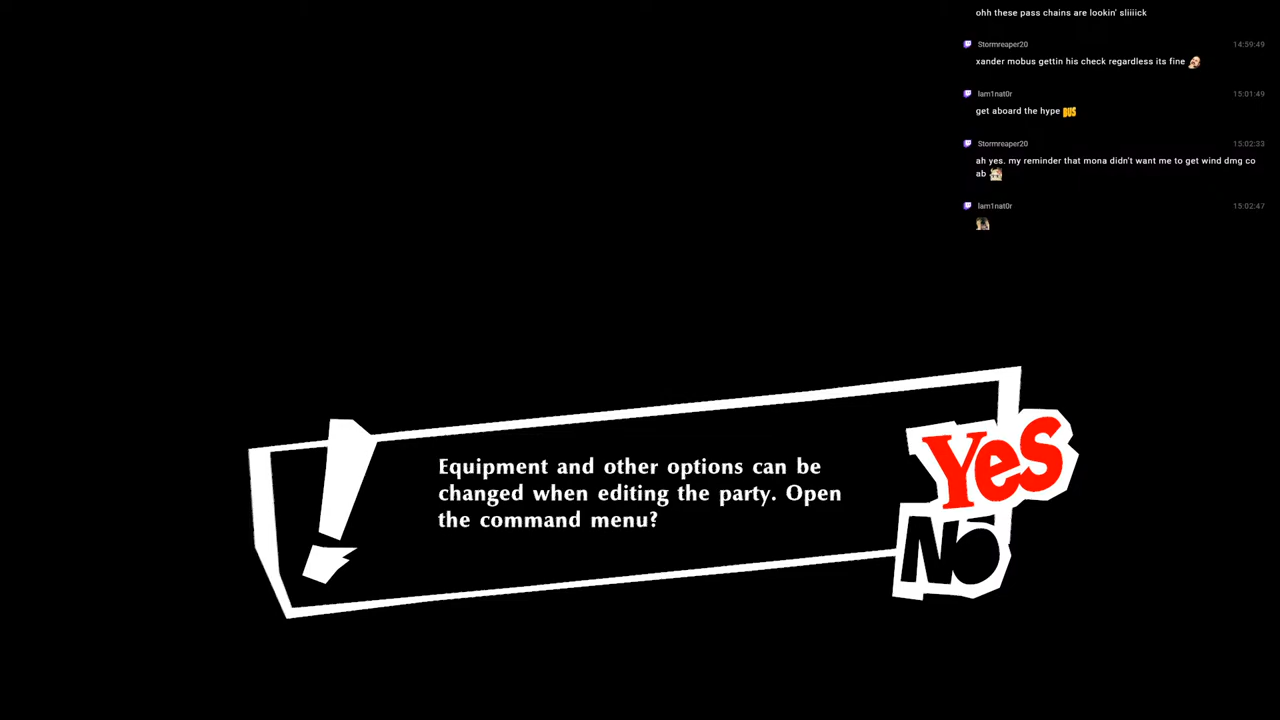 ohh these pass chains are lookin' sliiiick
Stormreaper20 14:59:49
xander mobus gettin his check regardless its fine
lam1nat0r 15:01:49
get aboard the hype BUS
Stormreaper20 15:02:33
ah yes. my reminder that mona didn't want me to get wind dmg co
ab
lam1nat0r 15:02:47
Equipment and other options can be
changed when editing the party. Open
the command menu?
Yes
No